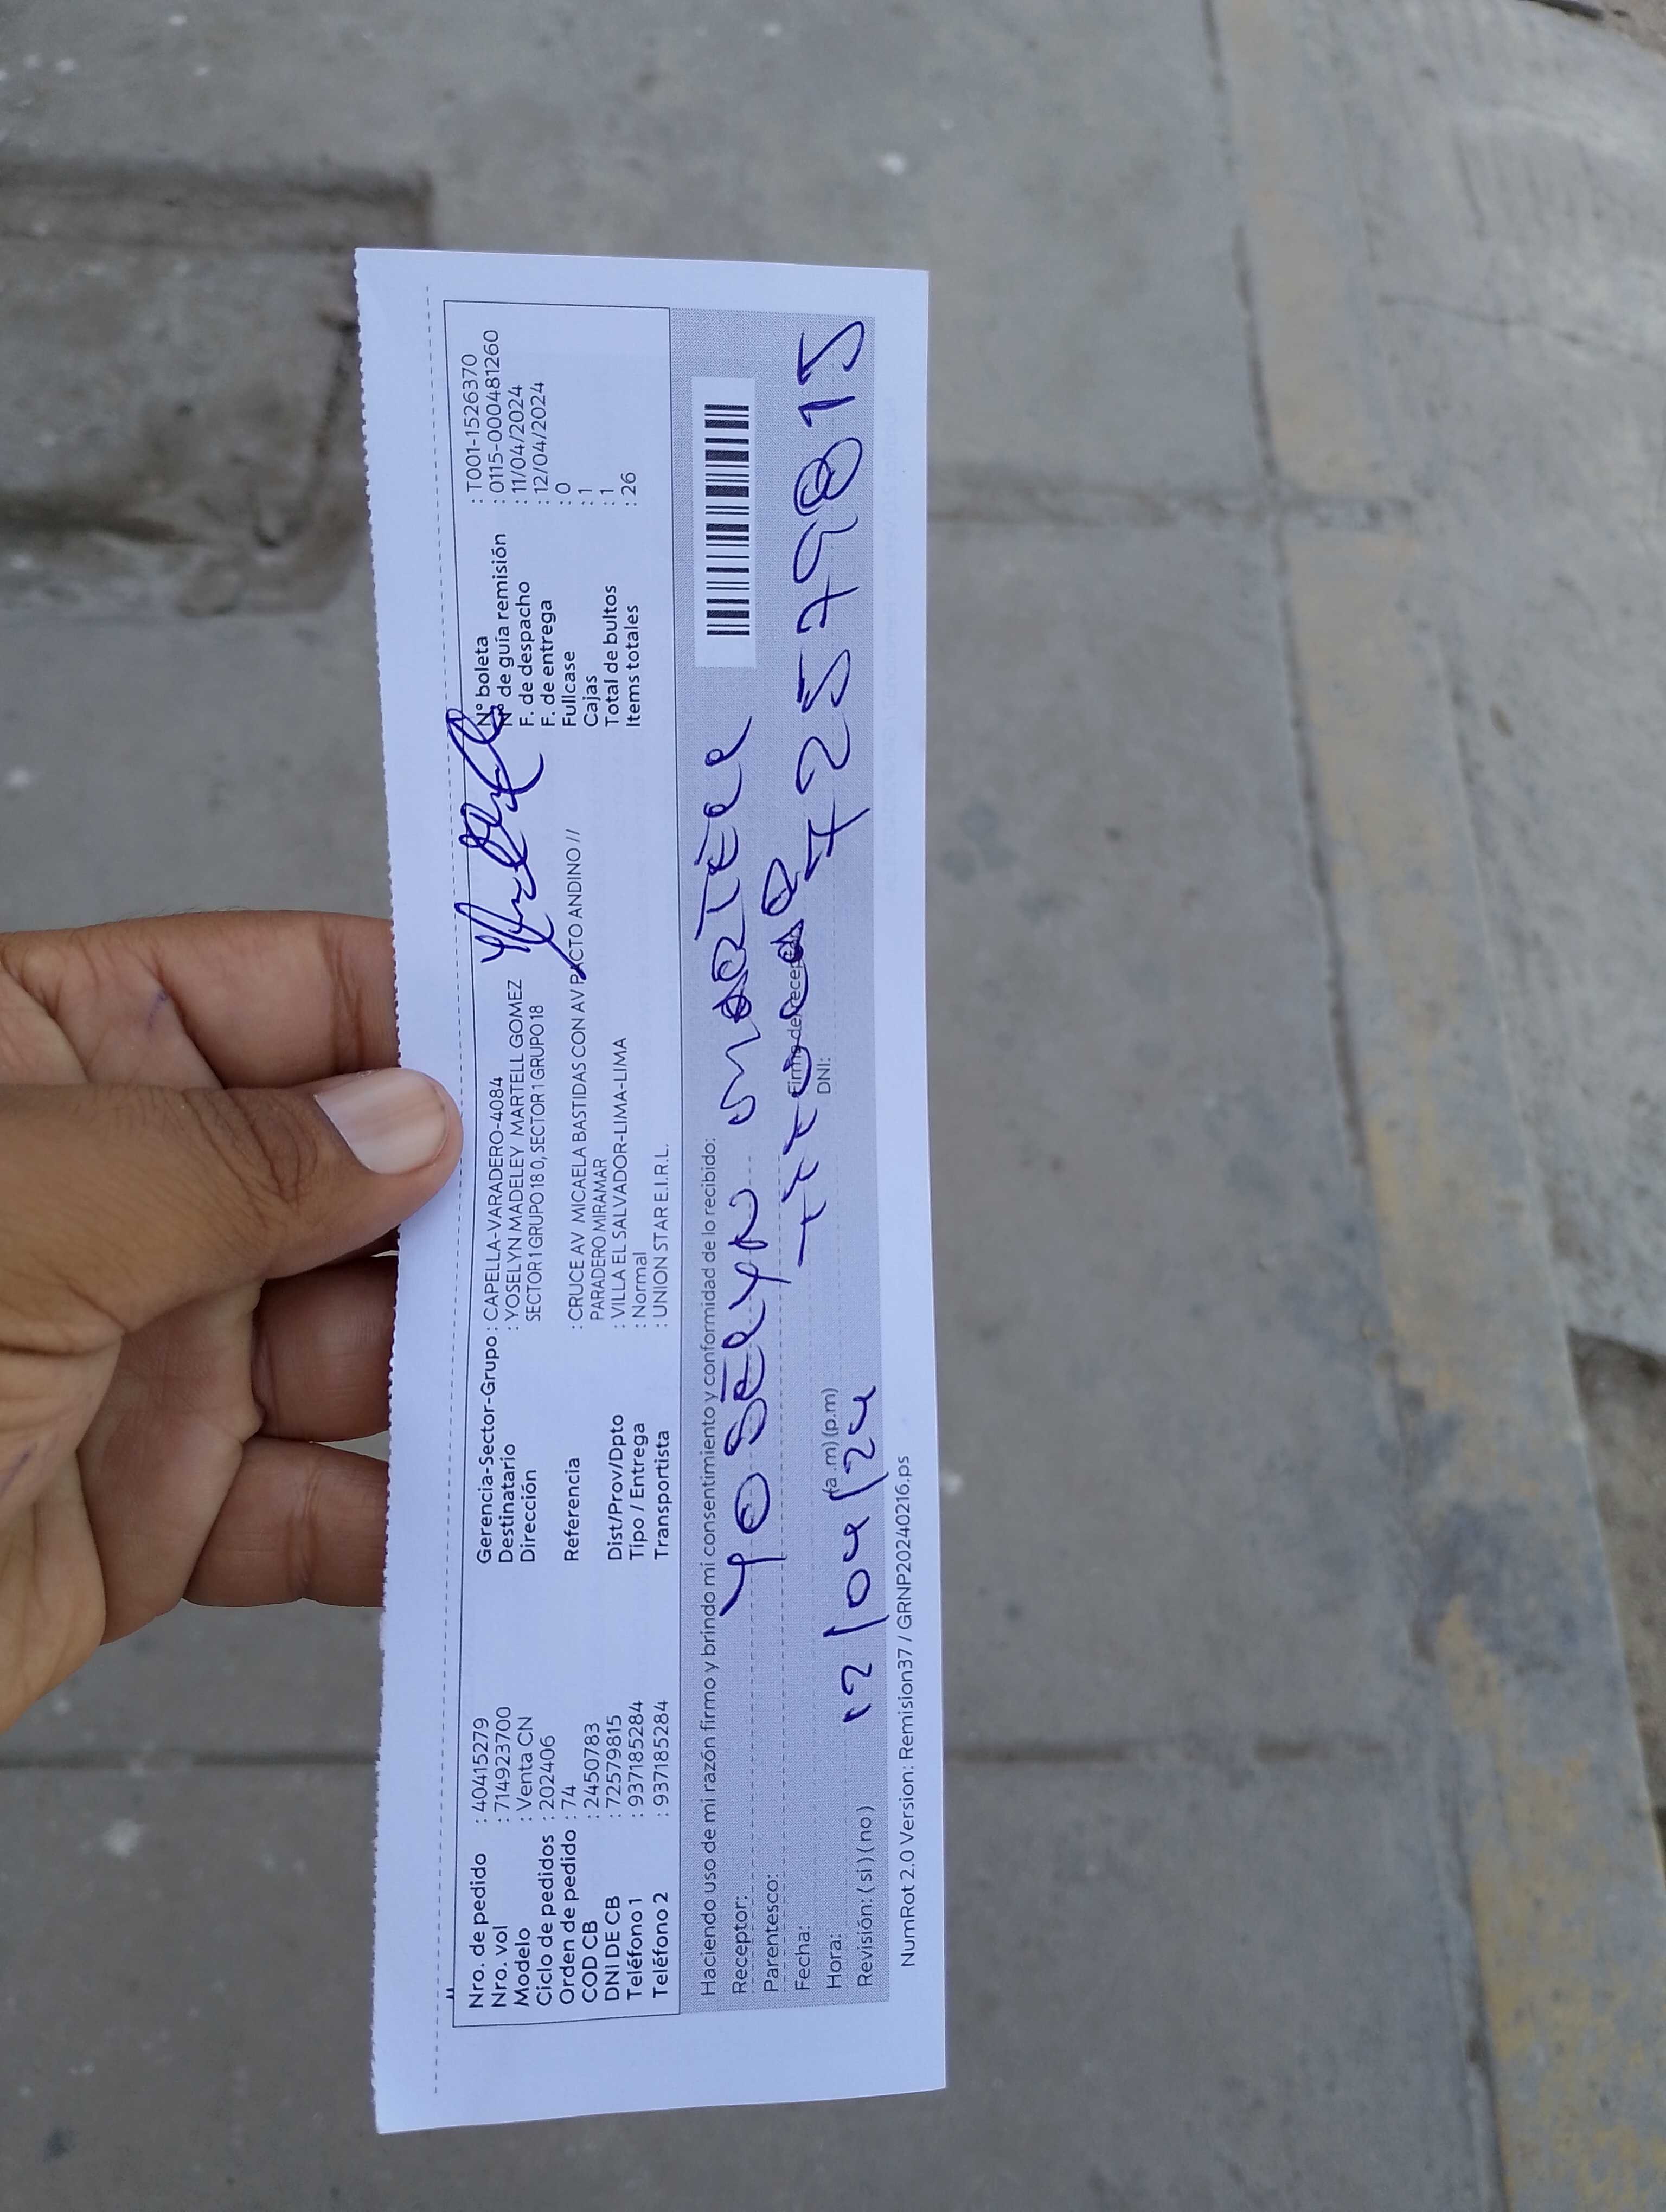 Nro. de pedido : 40415279
Nro. vol : 714923700
Modelo : Venta CN
Ciclo de pedidos : 202406
Orden de pedido : 74
COD CB : 2450783
DNI DE CB : 72579815
Teléfono 1 : 937185284
Teléfono 2 : 937185284
Gerencia-Sector-Grupo : CAPELLA-VARADERO-4084
Destinatario : YOSELYN MADELEY MARTELL GOMEZ
Dirección SECTOR 1 GRUPO 18 0, SECTOR 1 GRUPO 18
Referencia : CRUCE AV MICAELA BASTIDAS CON AV PACTO ANDINO //
PARADERO MIRAMAR
Dist/Prov/Dpto : VILLA EL SALVADOR-LIMA-LIMA
Tipo / Entrega : Normal
Transportista : UNION STAR E.I.R.L.
N° boleta : T001-1526370
N° de guía remisión : 0115-0000481260
F. de despacho : 11/04/2024
F. de entrega : 12/04/2024
Fullcase : 0
Cajas : 1
Total de bultos : 1
Items totales : 26
Haciendo uso de mi razón firmo y brindo mi consentimiento y conformidad de lo recibido:
Receptor: YOSELYN MARTELL
Parentesco:
Fecha:
Firma de recep
DNI: 72579815
Hora: (a.m) (p.m)
12/04/24
Revisión: ( si ) ( no )
NumRot 2.0 Version: Remision37 / GRNP20240216.ps